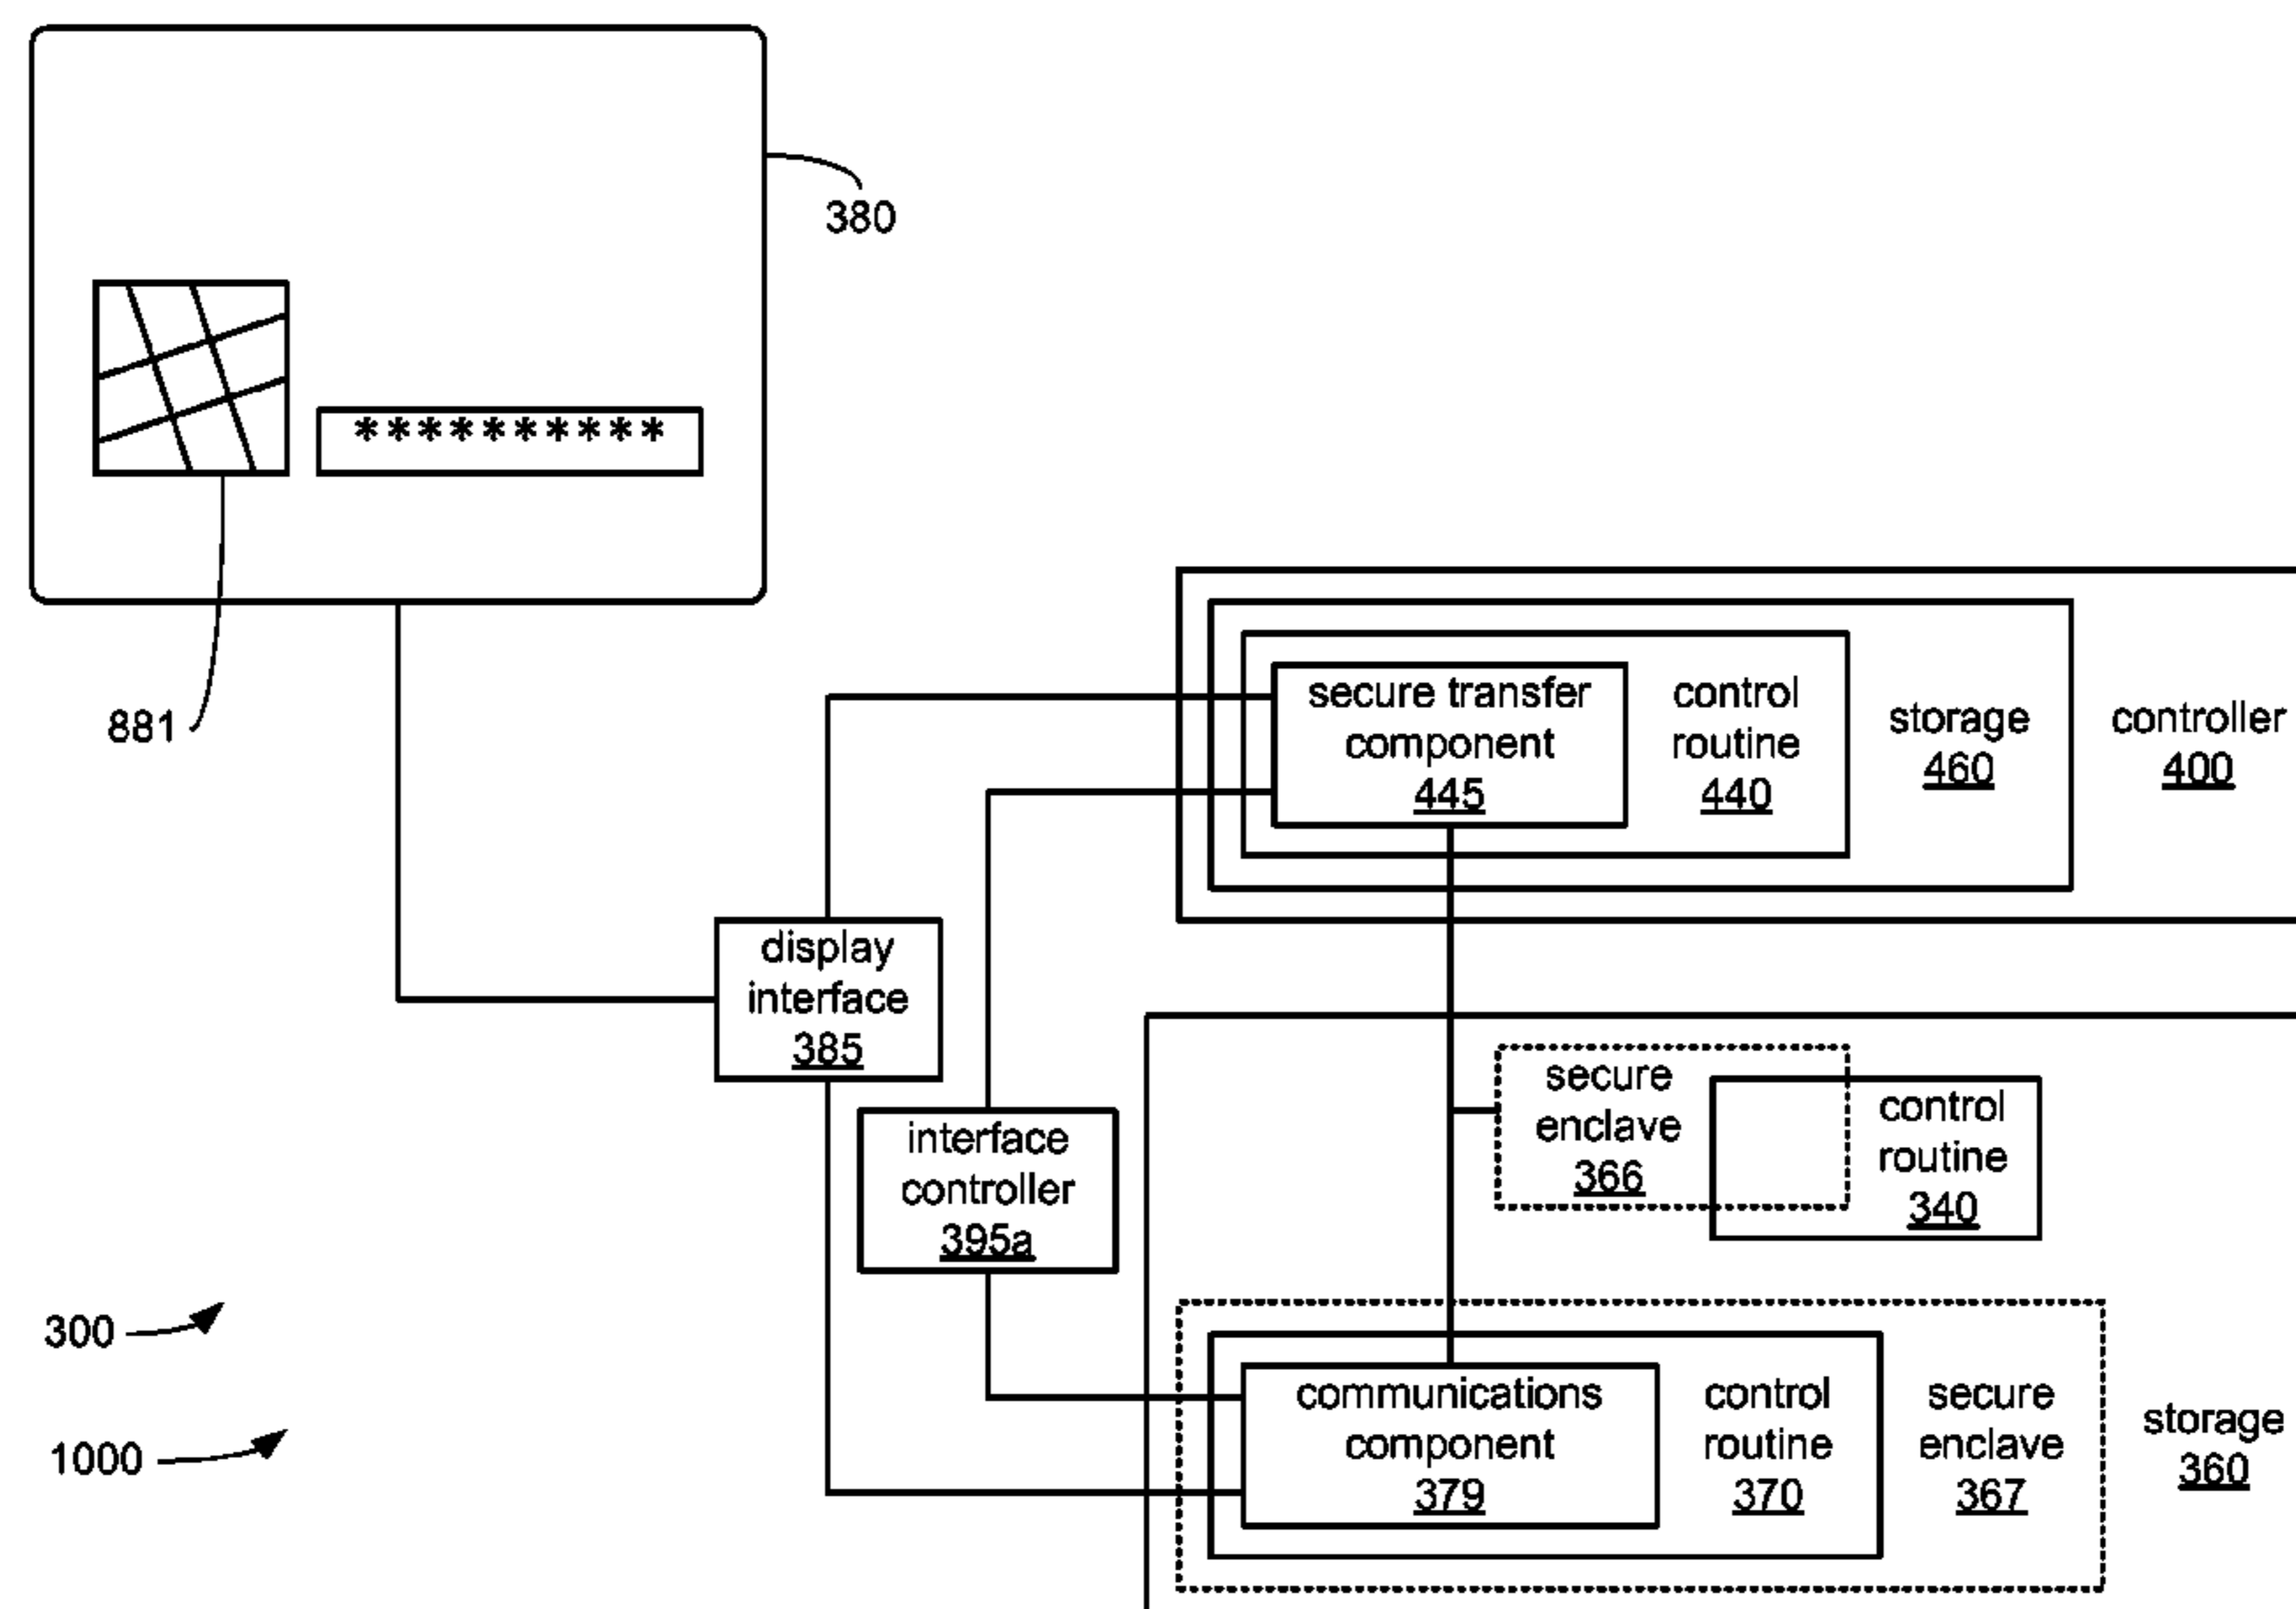 380
**********
881
secure transfer
component
445
control
routine
440
storage
460
controller
400
display
interface
385
interface
controller
395a
secure
enclave
366
control
routine
340
300
1000
communications
component
379
control
routine
370
secure
enclave
367
storage
360